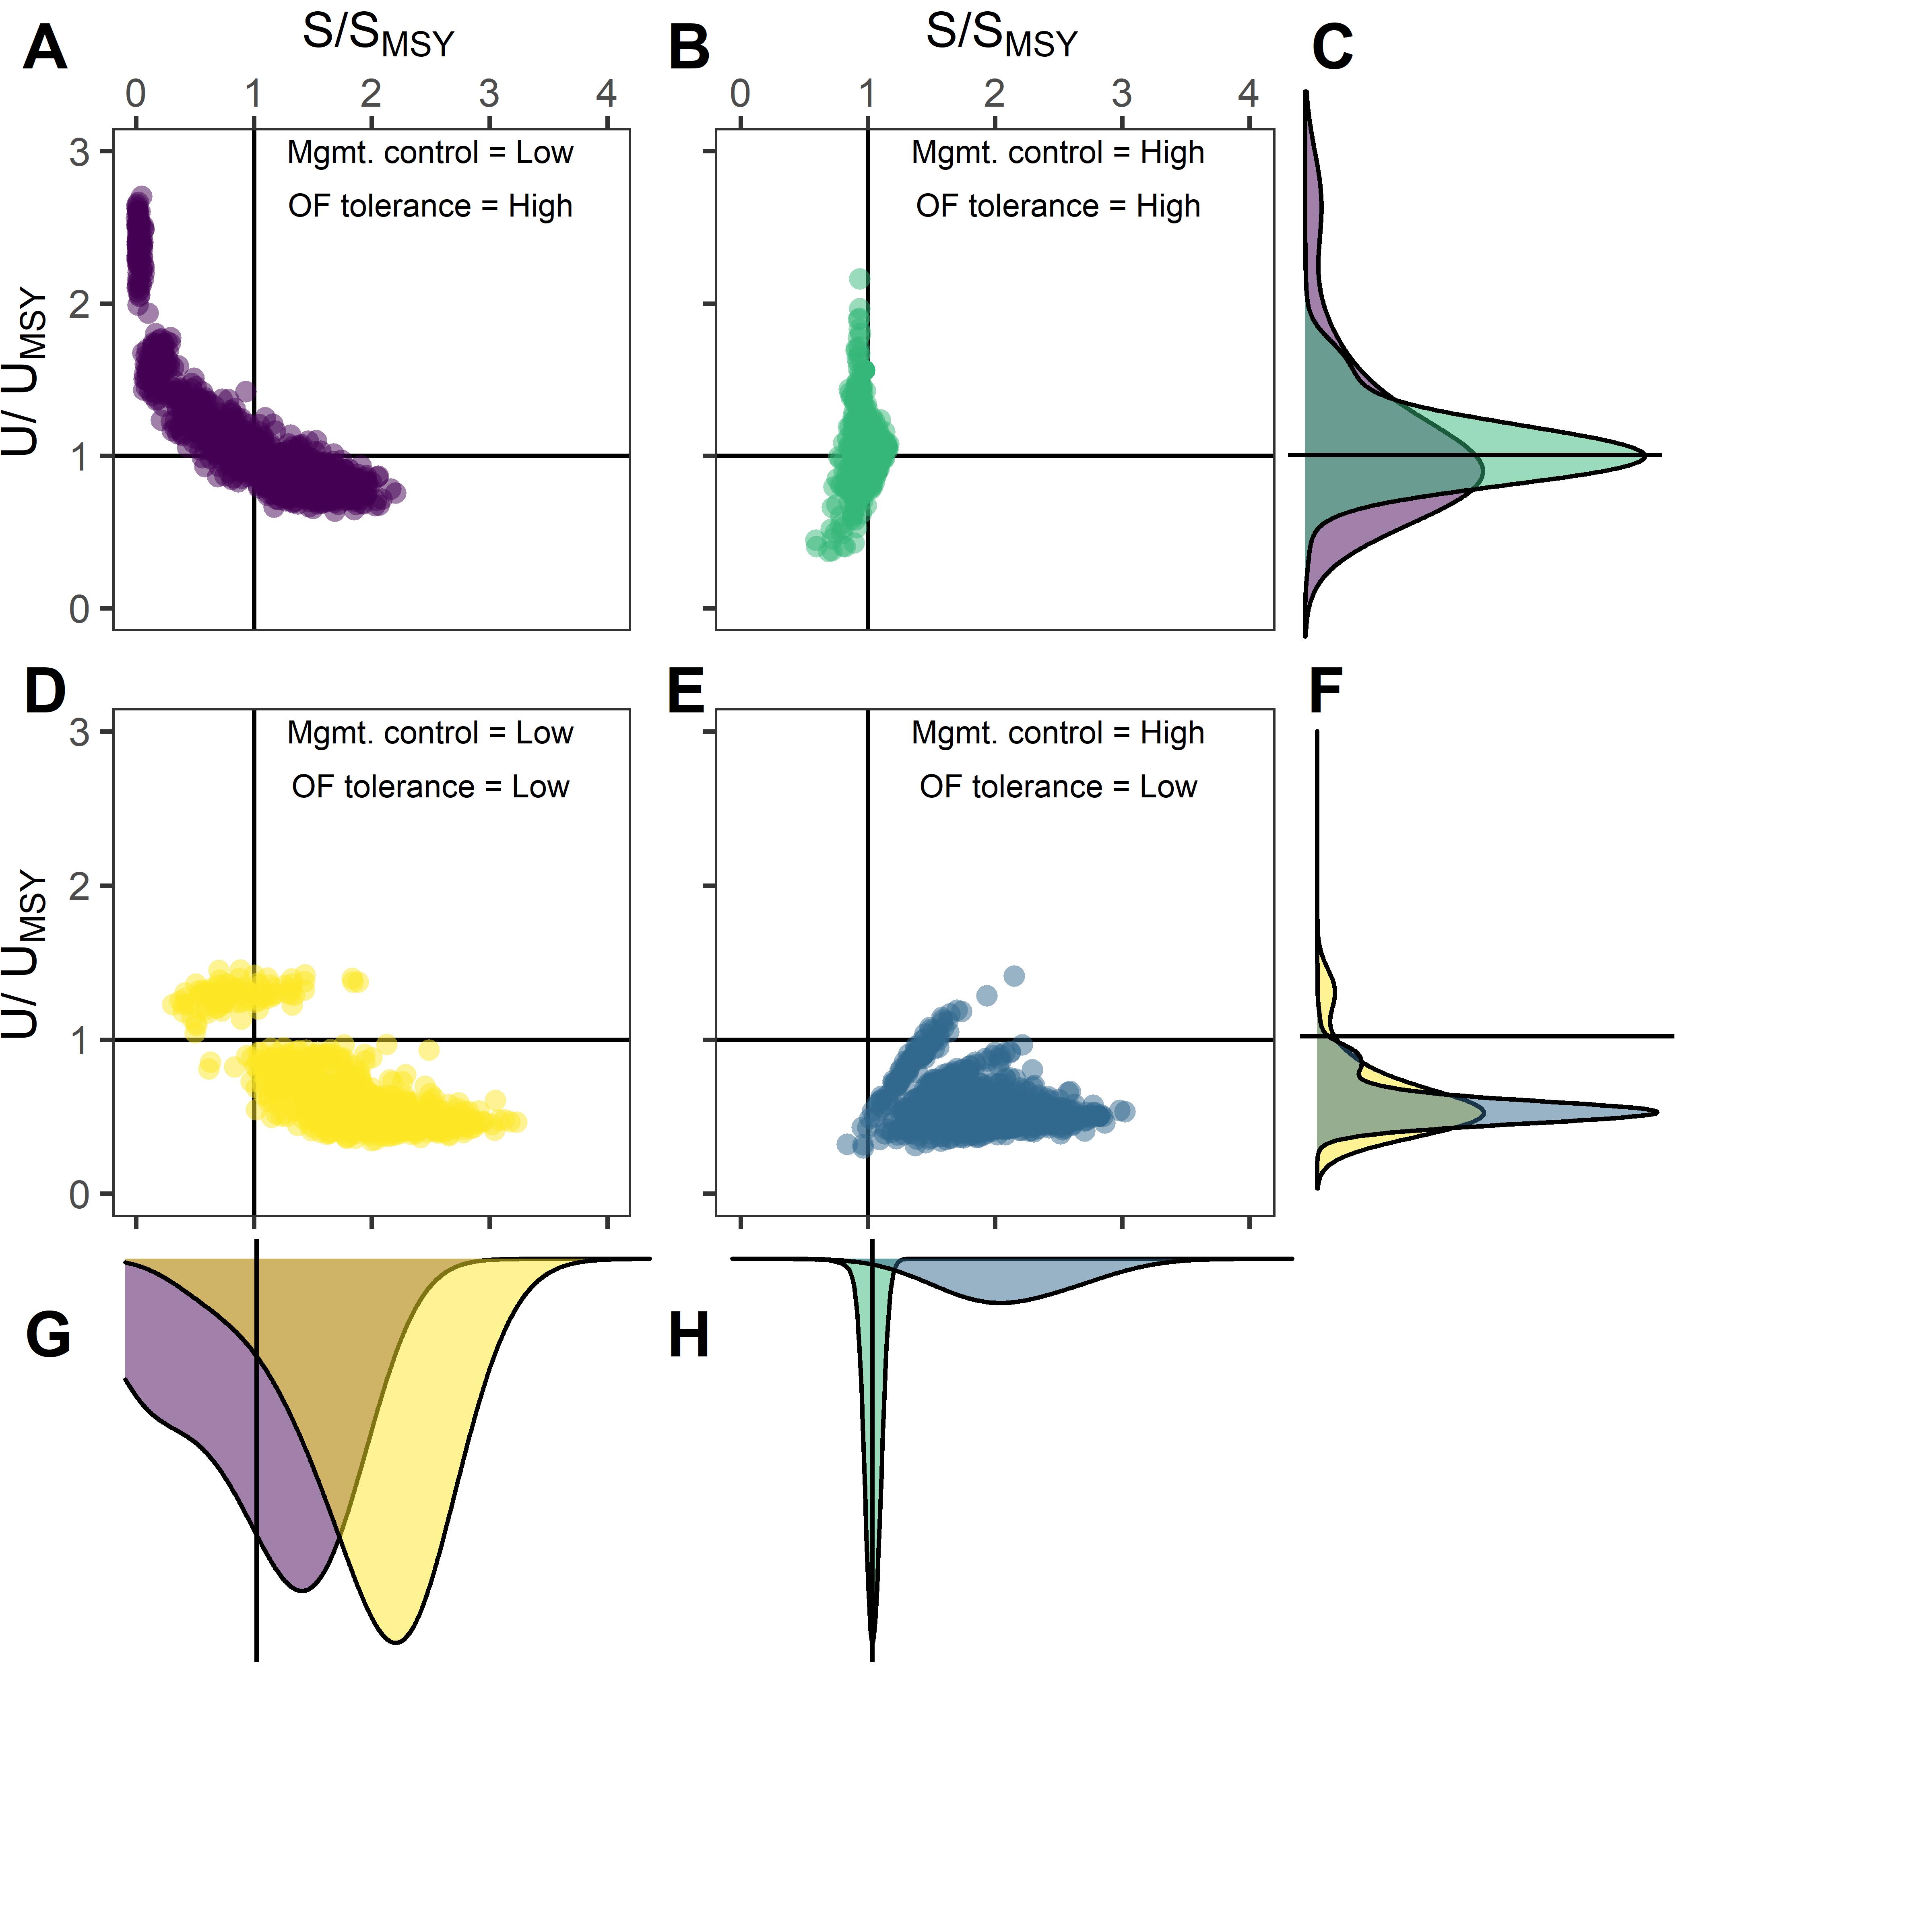 A
S/SMSY
B
S/SMSY
C
0 1 2 3 4
0 1 2 3 4
U/ UMSY
3
2
1
0
Mgmt. control = Low
OF tolerance = High
Mgmt. control = High
OF tolerance = High
D
E
F
U/ UMSY
3
2
1
0
Mgmt. control = Low
OF tolerance = Low
Mgmt. control = High
OF tolerance = Low
G
H